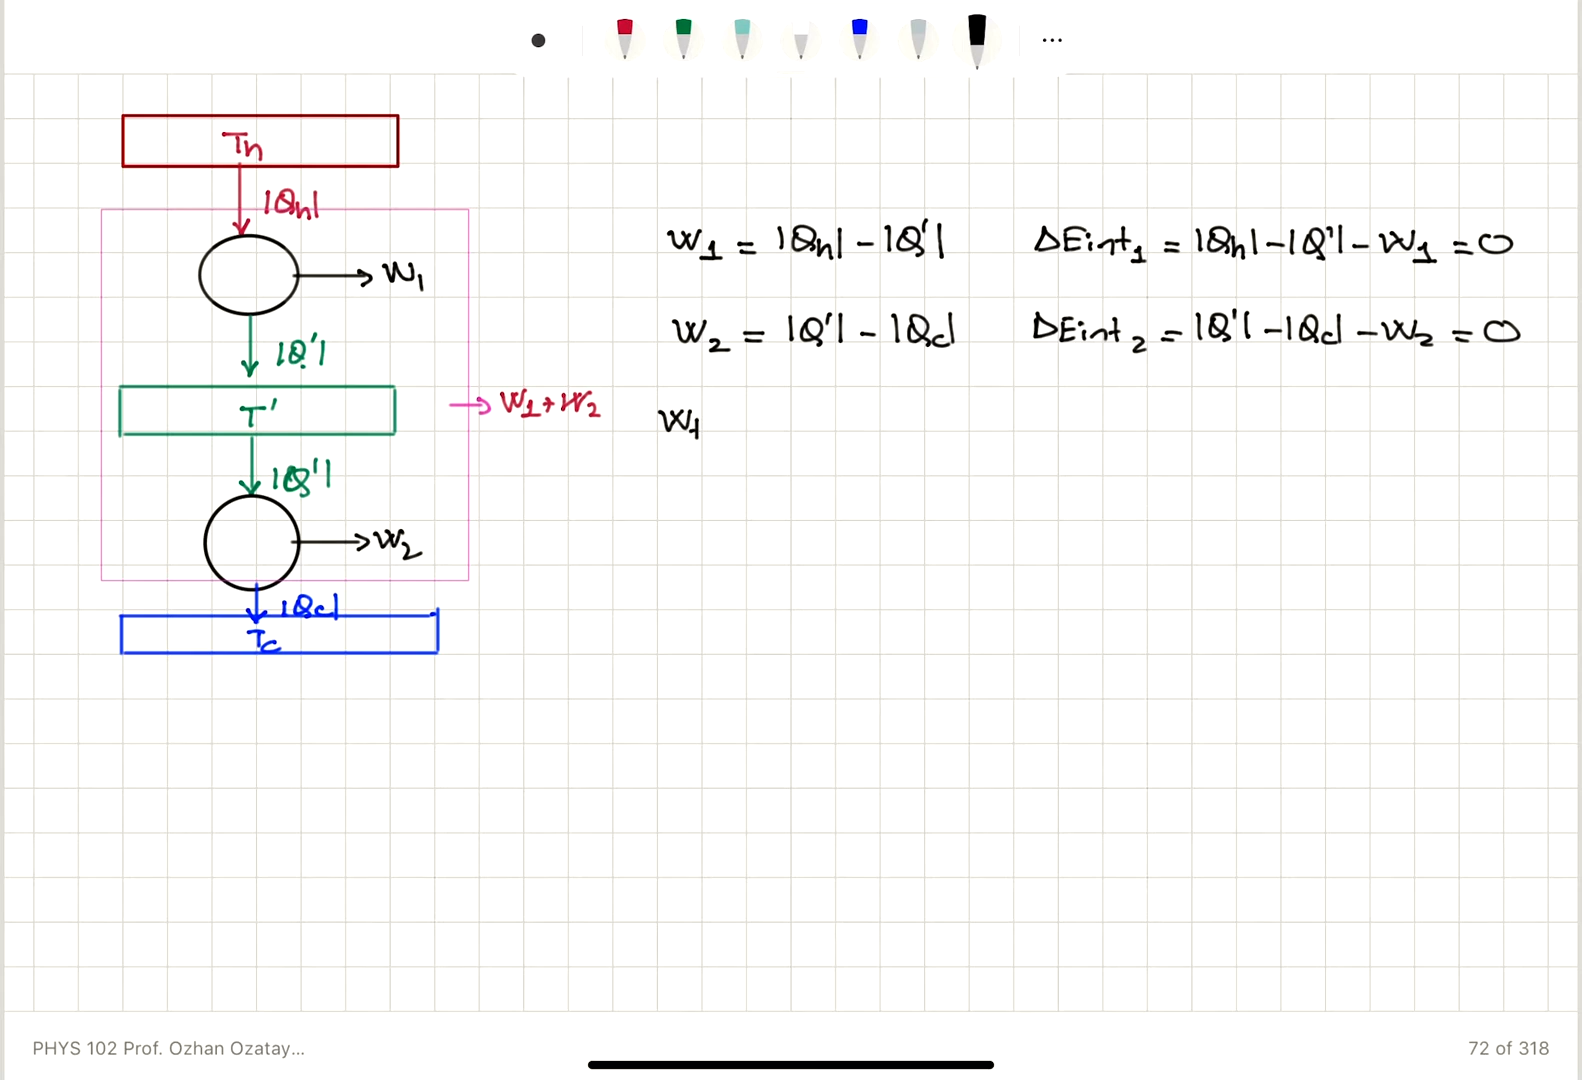 Th
|Qh|
W₁ = |Qh| - |Q'| ΔEint₁ = |Qh| - |Q'| - W₁ = 0
W₁
W₂ = |Q'| - |Qc| ΔEint₂ = |Q'| - |Qc| - W₂ = 0
|Q'|
T'
W₁ + W₂
W₁
|Q'|
W₂
|Qc|
Tc
PHYS 102 Prof. Ozhan Ozatay...
72 of 318